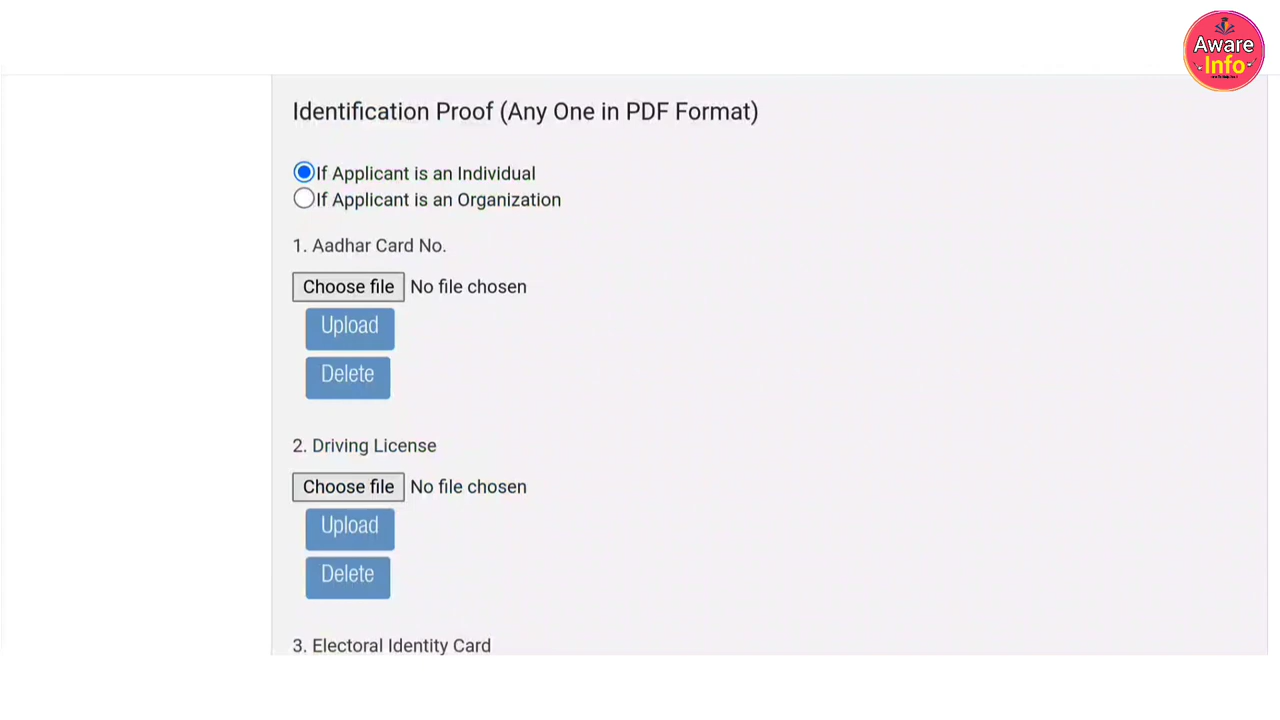 Aware
Info
Identification Proof (Any One in PDF Format)
If Applicant is an Individual
If Applicant is an Organization
1. Aadhar Card No.
Choose file No file chosen
Upload
Delete
2. Driving License
Choose file No file chosen
Upload
Delete
3. Electoral Identity Card